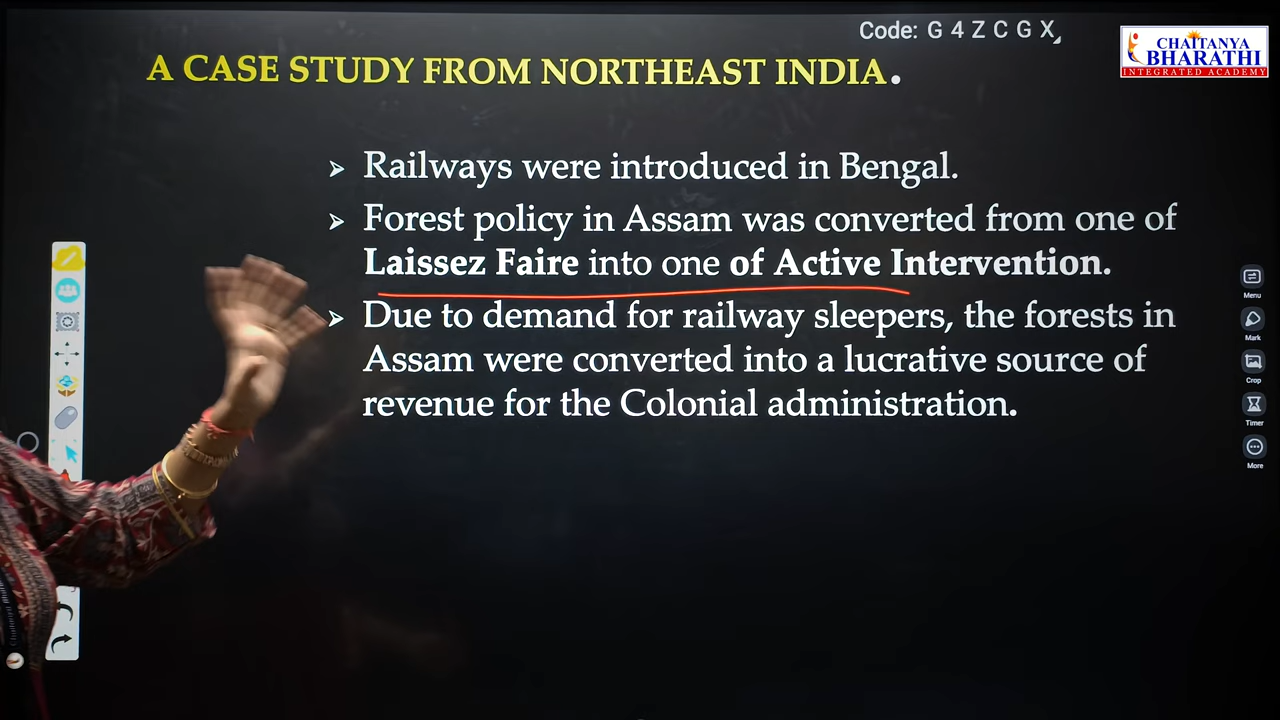 Code: G 4 Z C G X
CHAITANYA
BHARATHI
INTEGRATED ACADEMY
A CASE STUDY FROM NORTHEAST INDIA.
➢ Railways were introduced in Bengal.
➢ Forest policy in Assam was converted from one of
Laissez Faire into one of Active Intervention.
➢ Due to demand for railway sleepers, the forests in
Assam were converted into a lucrative source of
revenue for the Colonial administration.
Menu
Mark
Crop
Timer
More